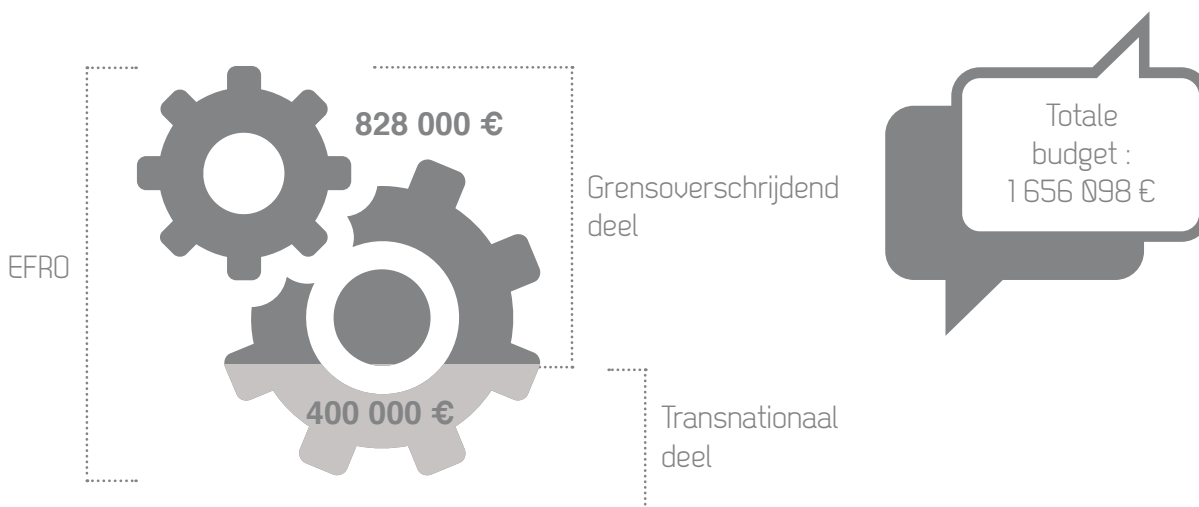 EFRO
828 000 €
Grensoverschrijdend
deel
400 000 €
Transnationaal
deel
Totale
budget :
1 656 098 €